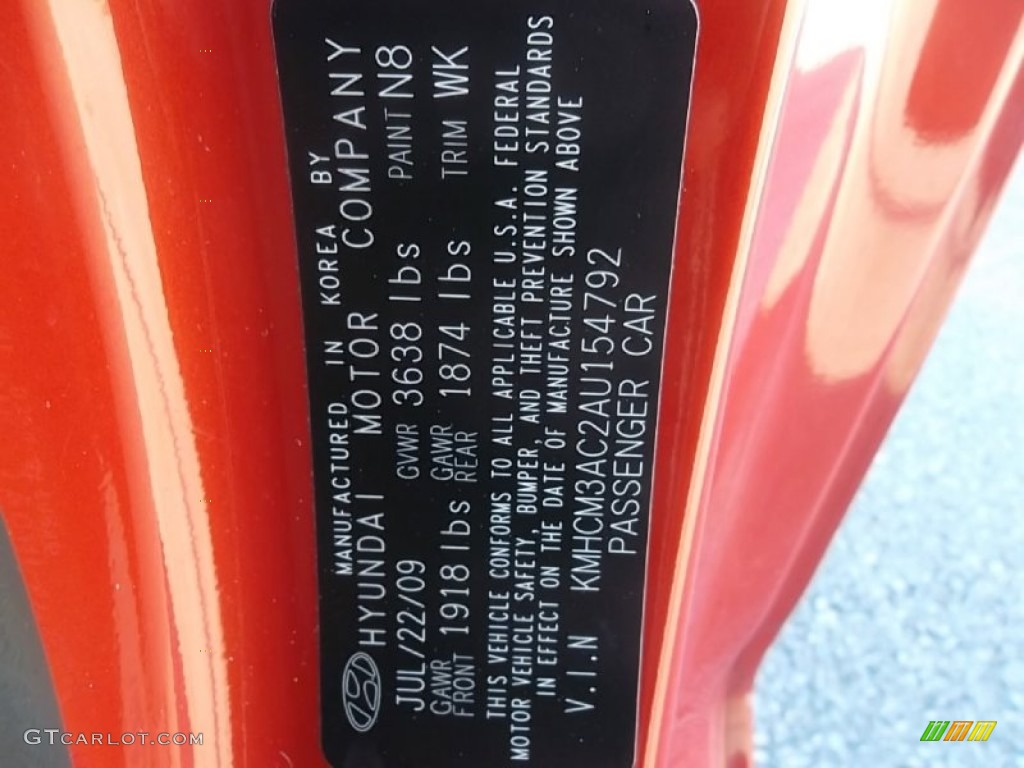 MANUFACTURED IN KOREA BY
HYUNDAI MOTOR COMPANY
JUL/22/09 GVWR 3638 lbs PAINT N8
GAWR FRONT 1918 lbs GAWR REAR 1874 lbs TRIM WK
THIS VEHICLE CONFORMS TO ALL APPLICABLE U.S.A. FEDERAL
MOTOR VEHICLE SAFETY, BUMPER, AND THEFT PREVENTION STANDARDS
IN EFFECT ON THE DATE OF MANUFACTURE SHOWN ABOVE
V.I.N KMHCM3AC2AU154792
PASSENGER CAR
GTCARLOT.COM